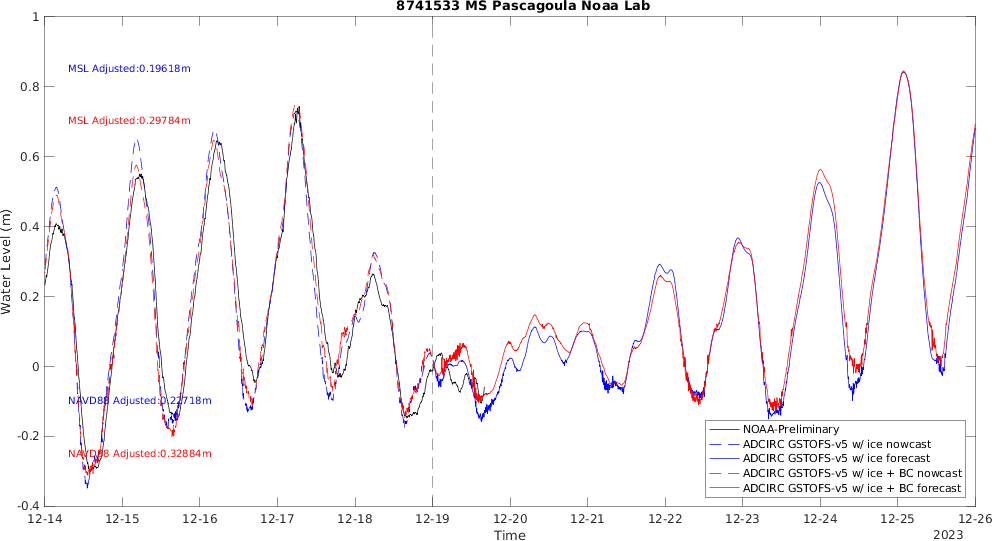 8741533 MS Pascagoula Noaa Lab
1
0.8
0.6
0.4
0.2
0
-0.2
-0.4
Water Level (m)
MSL Adjusted:0.19618m
MSL Adjusted:0.29784m
NAVD88 Adjusted:0.22718m
NAVD88 Adjusted:0.32884m
NOAA-Preliminary
ADCIRC GSTOFS-v5 w/ ice nowcast
ADCIRC GSTOFS-v5 w/ ice forecast
ADCIRC GSTOFS-v5 w/ ice + BC nowcast
ADCIRC GSTOFS-v5 w/ ice + BC forecast
12-14 12-15 12-16 12-17 12-18 12-19 12-20 12-21 12-22 12-23 12-24 12-25 12-26
Time
2023